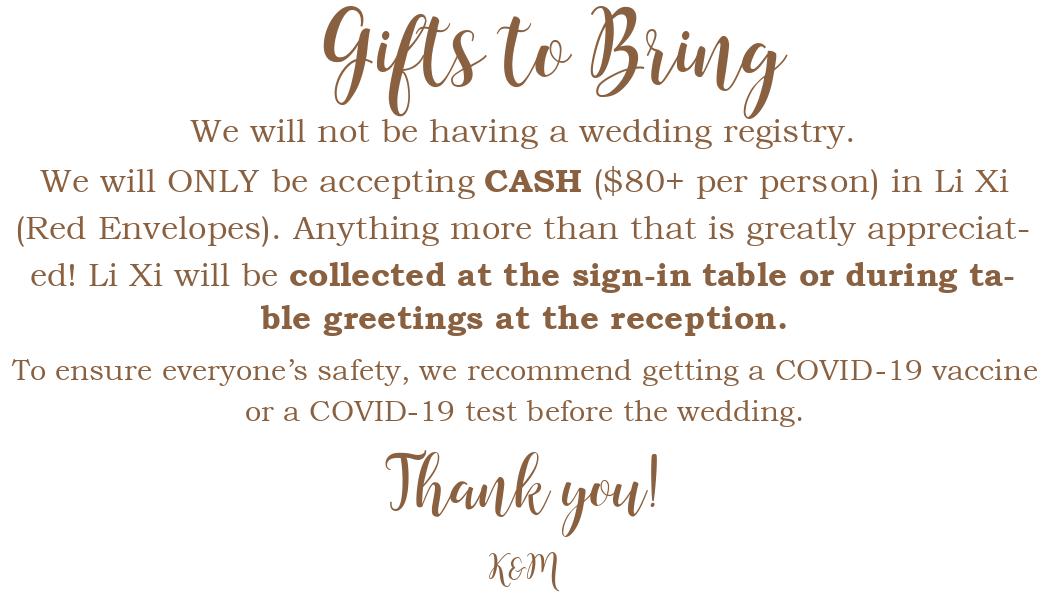 Gifts to Bring
We will not be having a wedding registry.
We will ONLY be accepting CASH ($80+ per person) in Li Xi
(Red Envelopes). Anything more than that is greatly appreciat-
ed! Li Xi will be collected at the sign-in table or during ta-
ble greetings at the reception.
To ensure everyone’s safety, we recommend getting a COVID-19 vaccine
or a COVID-19 test before the wedding.
Thank you!
K&M